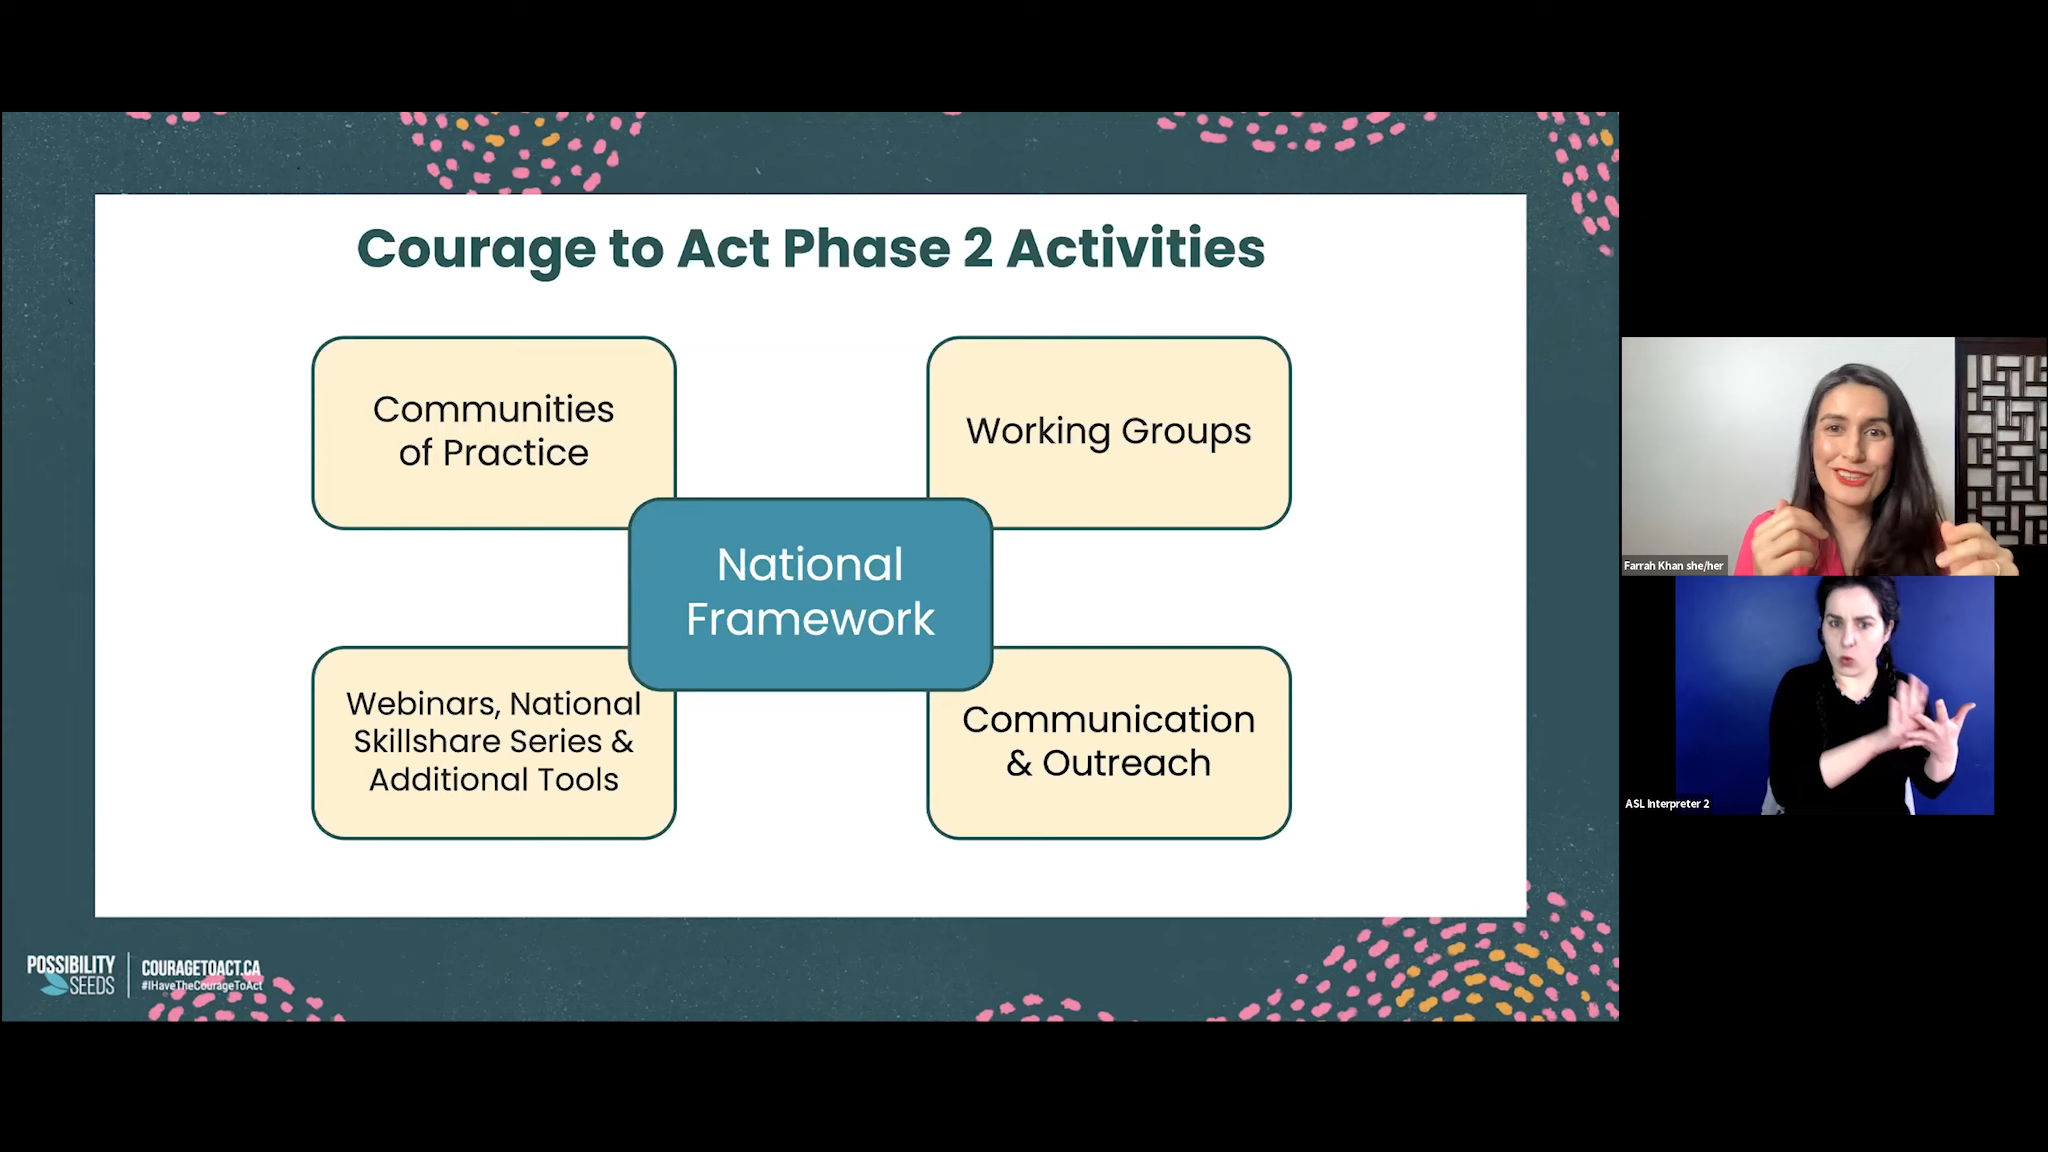 Courage to Act Phase 2 Activities
Communities
of Practice
Working Groups
National
Framework
Webinars, National
Skillshare Series &
Additional Tools
Communication
& Outreach
POSSIBILITY
SEEDS
COURAGETOACT.CA
#IHaveTheCourageToAct
Farrah Khan she/her
ASL Interpreter 2